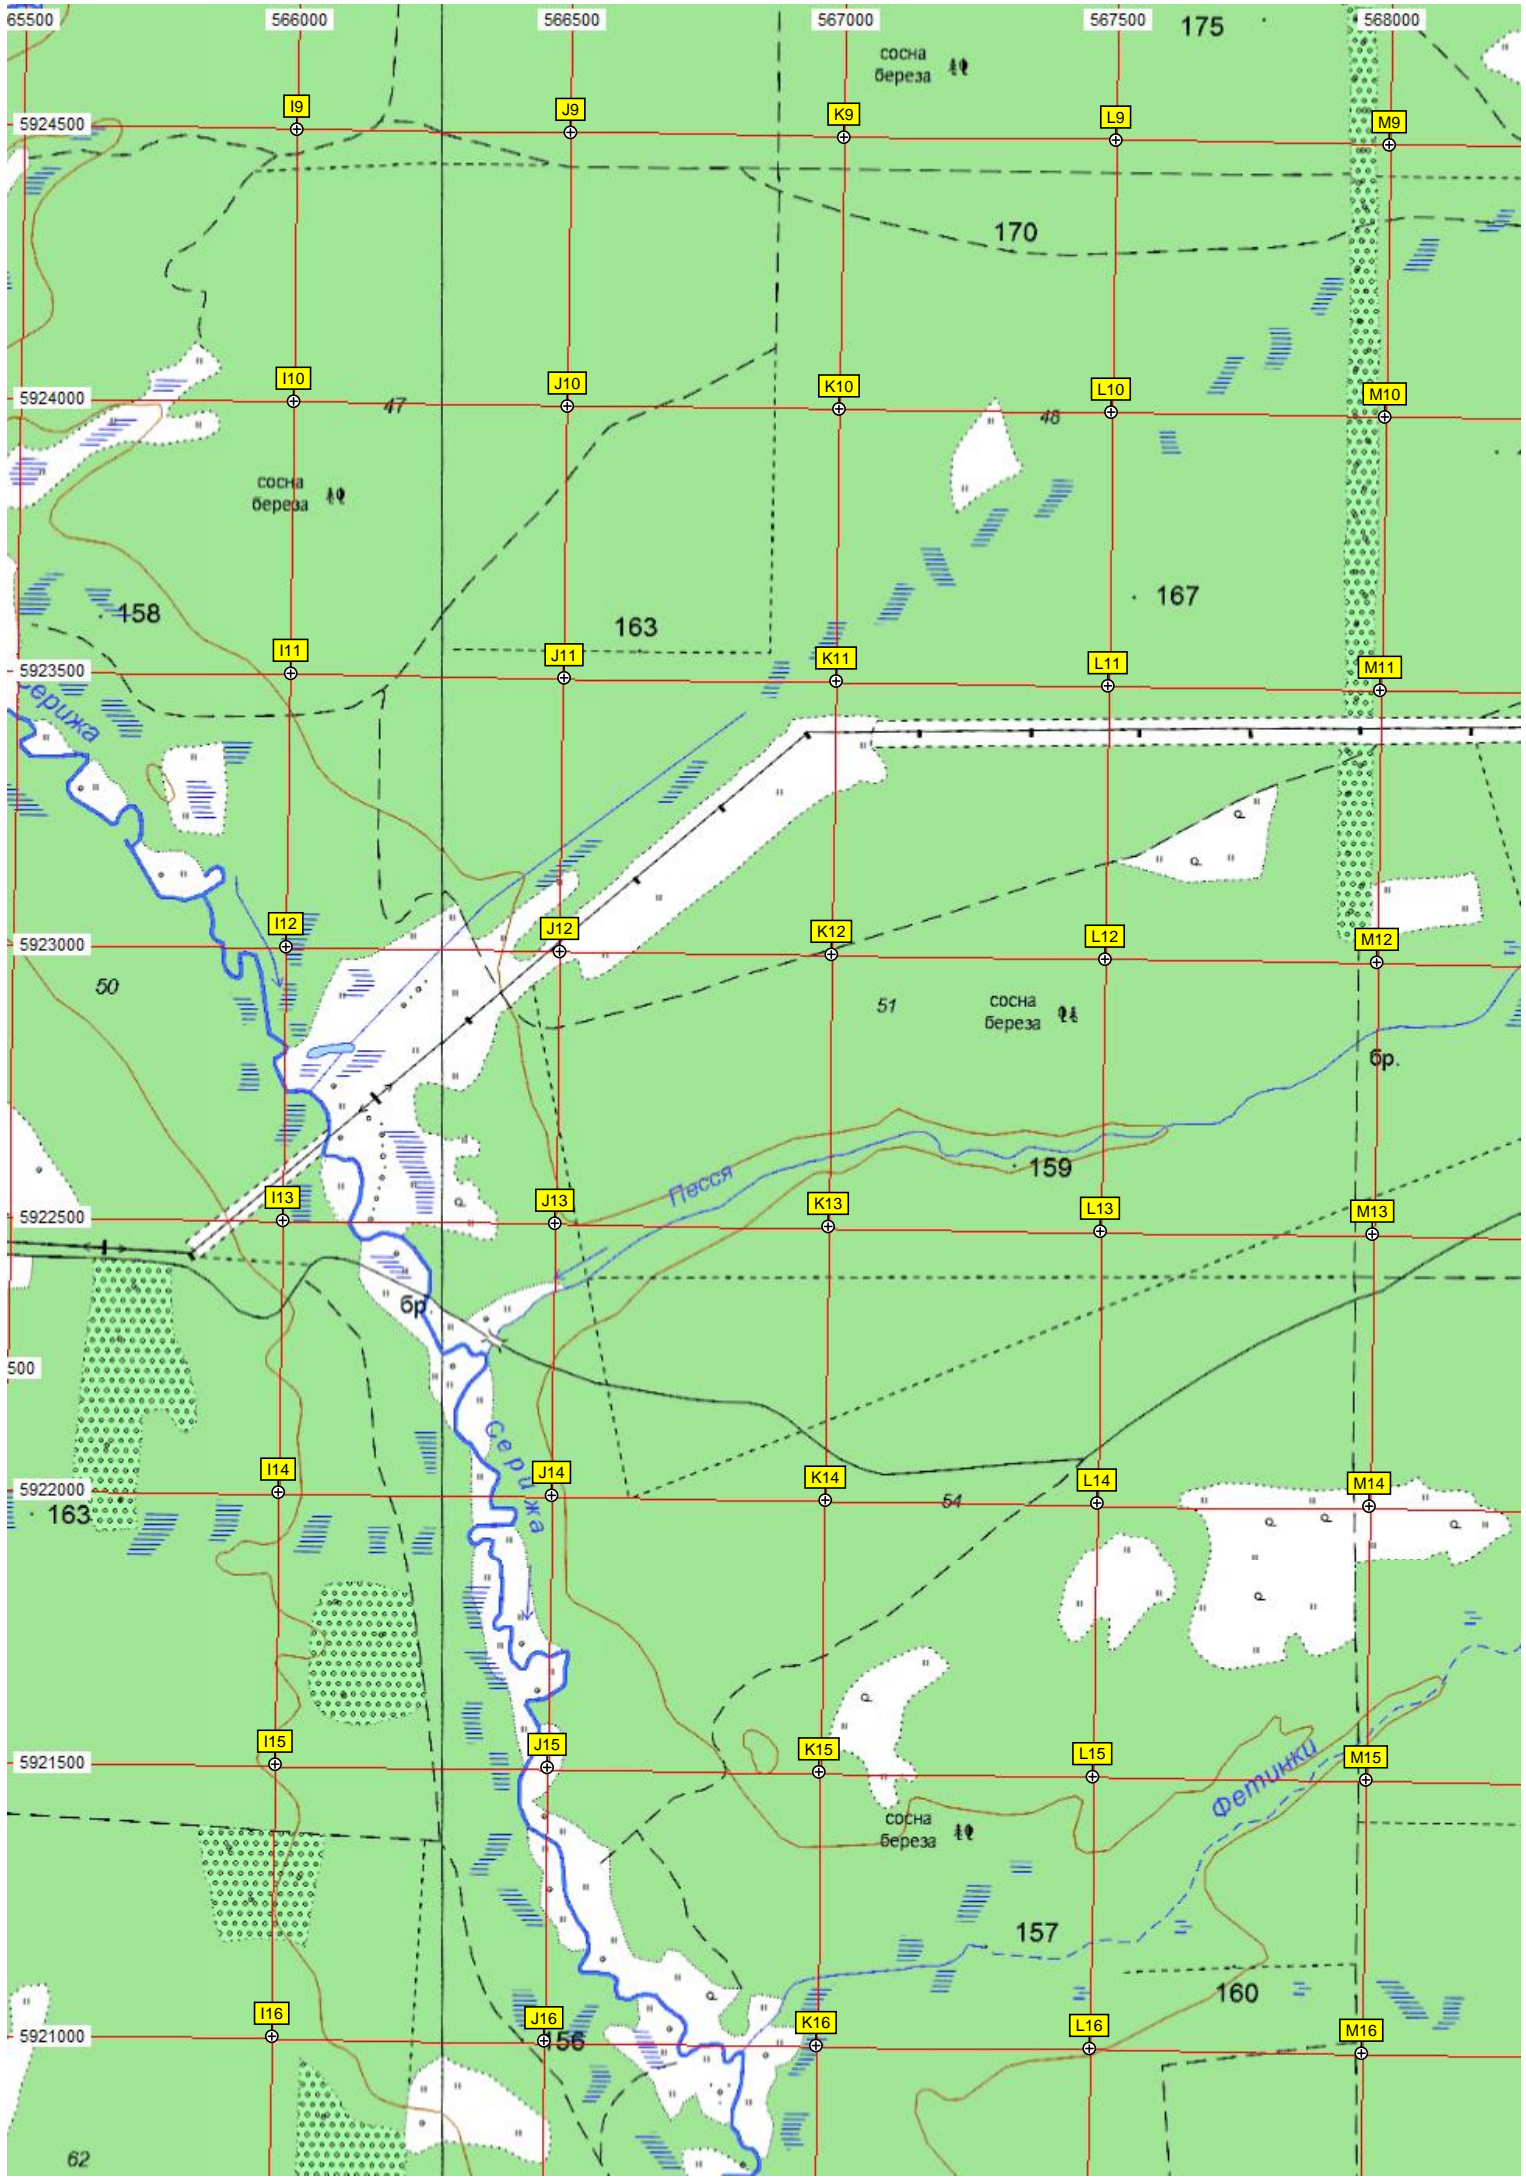 65500 566000 566500 567000 567500 568000
175
сосна
береза
I9 J9 K9 L9 M9
5924500
170
I10 J10 K10 L10 M10
5924000
47 48
сосна
береза
158 163 167
I11 J11 K11 L11 M11
5923500
Серижа
I12 J12 K12 L12 M12
5923000
50 51
сосна
береза
бр.
159
Песся
I13 J13 K13 L13 M13
5922500
бр.
500
Серижа
I14 J14 K14 L14 M14
5922000
163 54
I15 J15 K15 L15 M15
5921500
Фетинки
сосна
береза
157
160
I16 J16 K16 L16 M16
5921000
156
62